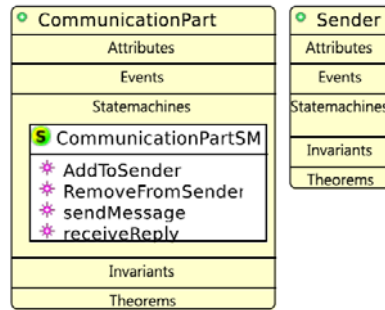 CommunicationPart
Attributes
Events
Statemachines
S CommunicationPartSM
AddToSender
RemoveFromSender
sendMessage
receiveReply
Invariants
Theorems
Sender
Attributes
Events
Statemachines
Invariants
Theorems